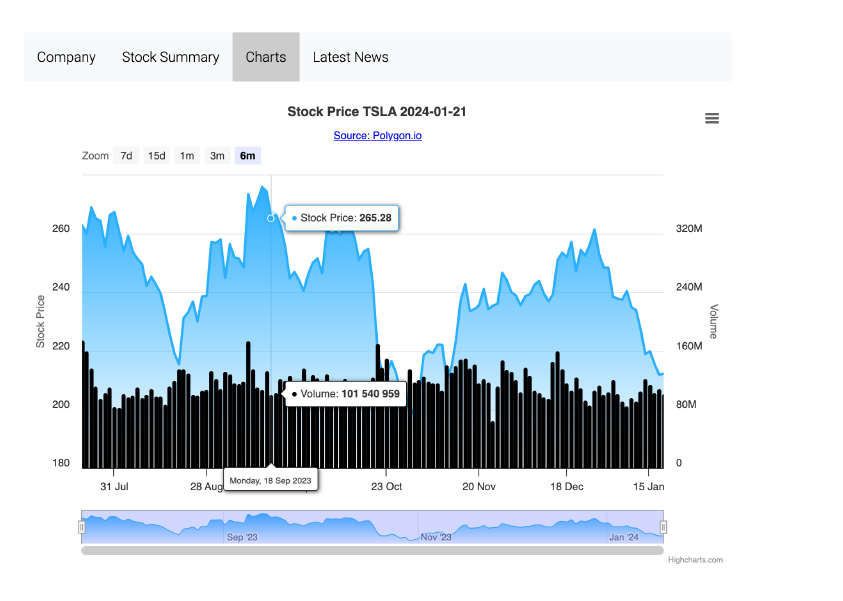 Company Stock Summary Charts Latest News
Stock Price TSLA 2024-01-21
Source: Polygon.io
Zoom 7d 15d 1m 3m 6m
Stock Price: 265.28
260 320M
240 240M
Stock Price
Volume
220 160M
Volume: 101 540 959
200 80M
180 0
Monday, 18 Sep 2023
31 Jul 28 Aug 23 Oct 20 Nov 18 Dec 15 Jan
Sep '23 Nov '23 Jan '24
Highcharts.com